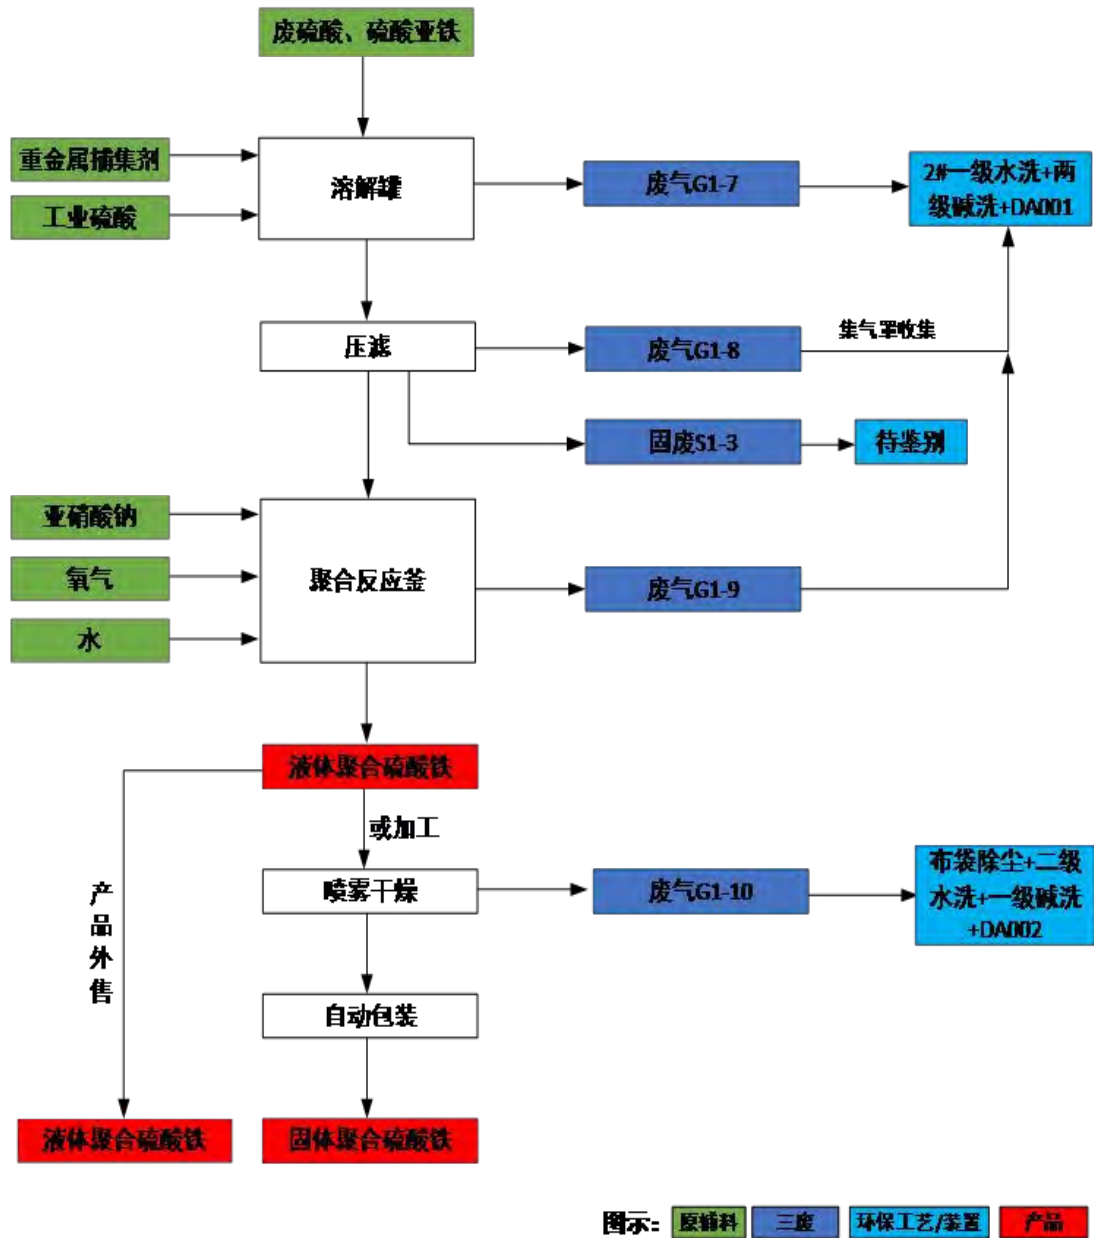 废硫酸、硫酸亚铁
重金属捕集剂
工业硫酸
溶解罐
废气G1-7
2#一级水洗+两
级碱洗+DA001
压滤
废气G1-8
集气罩收集
固废S1-3
待鉴别
亚硝酸钠
氧气
水
聚合反应釜
废气G1-9
液体聚合硫酸铁
或加工
产品外售
喷雾干燥
废气G1-10
布袋除尘+二级
水洗+一级碱洗
+DA002
自动包装
液体聚合硫酸铁
固体聚合硫酸铁
图示：
原辅料
三废
环保工艺/装置
产品